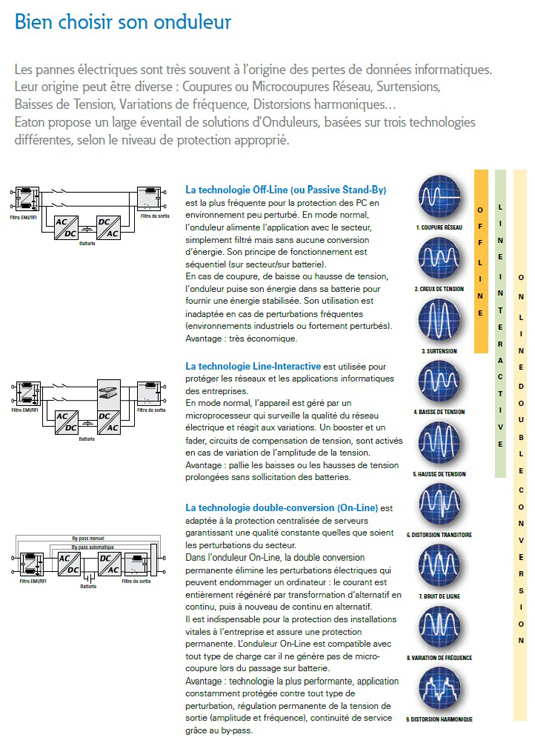 Bien choisir son onduleur
Les pannes électriques sont très souvent à l'origine des pertes de données informatiques.
Leur origine peut être diverse : Coupures ou Microcoupures Réseau, Surtensions,
Baisses de Tension, Variations de fréquence, Distorsions harmoniques...
Eaton propose un large éventail de solutions d'Onduleurs, basées sur trois technologies
différentes, selon le niveau de protection approprié.
Filtre EMI/RFI
AC
DC
DC
AC
Batterie
Filtre de sortie
La technologie Off-Line (ou Passive Stand-By)
est la plus fréquente pour la protection des PC en
environnement peu perturbé. En mode normal,
l'onduleur alimente l'application avec le secteur,
simplement filtré mais sans aucune conversion
d'énergie. Son principe de fonctionnement est
séquentiel (sur secteur/sur batterie).
En cas de coupure, de baisse ou hausse de tension,
l'onduleur puise son énergie dans sa batterie pour
fournir une énergie stabilisée. Son utilisation est
inadaptée en cas de perturbations fréquentes
(environnements industriels ou fortement perturbés).
Avantage : très économique.
Filtre EMI/RFI
AC
DC
DC
AC
Batterie
Filtre de sortie
La technologie Line-Interactive est utilisée pour
protéger les réseaux et les applications informatiques
des entreprises.
En mode normal, l'appareil est géré par un
microprocesseur qui surveille la qualité du réseau
électrique et réagit aux variations. Un booster et un
fader, circuits de compensation de tension, sont activés
en cas de variation de l'amplitude de la tension.
Avantage : pallie les baisses ou les hausses de tension
prolongées sans sollicitation des batteries.
By-pass manuel
By-pass automatique
Filtre EMI/RFI
AC
DC
DC
AC
Batterie
Filtre de sortie
La technologie double-conversion (On-Line) est
adaptée à la protection centralisée de serveurs
garantissant une qualité constante quelles que soient
les perturbations du secteur.
Dans l'onduleur On-Line, la double conversion
permanente élimine les perturbations électriques qui
peuvent endommager un ordinateur : le courant est
entièrement régénéré par transformation d'alternatif en
continu, puis à nouveau de continu en alternatif.
Il est indispensable pour la protection des installations
vitales à l'entreprise et assure une protection
permanente. L'onduleur On-Line est compatible avec
tout type de charge car il ne génère pas de micro-
coupure lors du passage sur batterie.
Avantage : technologie la plus performante, application
constamment protégée contre tout type de
perturbation, régulation permanente de la tension de
sortie (amplitude et fréquence), continuité de service
grâce au by-pass.
1. COUPURE RÉSEAU
2. CREUX DE TENSION
3. SURTENSION
4. BAISSE DE TENSION
5. HAUSSE DE TENSION
6. DISTORSION TRANSITOIRE
7. BRUIT DE LIGNE
8. VARIATION DE FRÉQUENCE
9. DISTORSION HARMONIQUE
OFF LINE
LINE INTERACTIVE
ON LINE DOUBLE CONVERSION